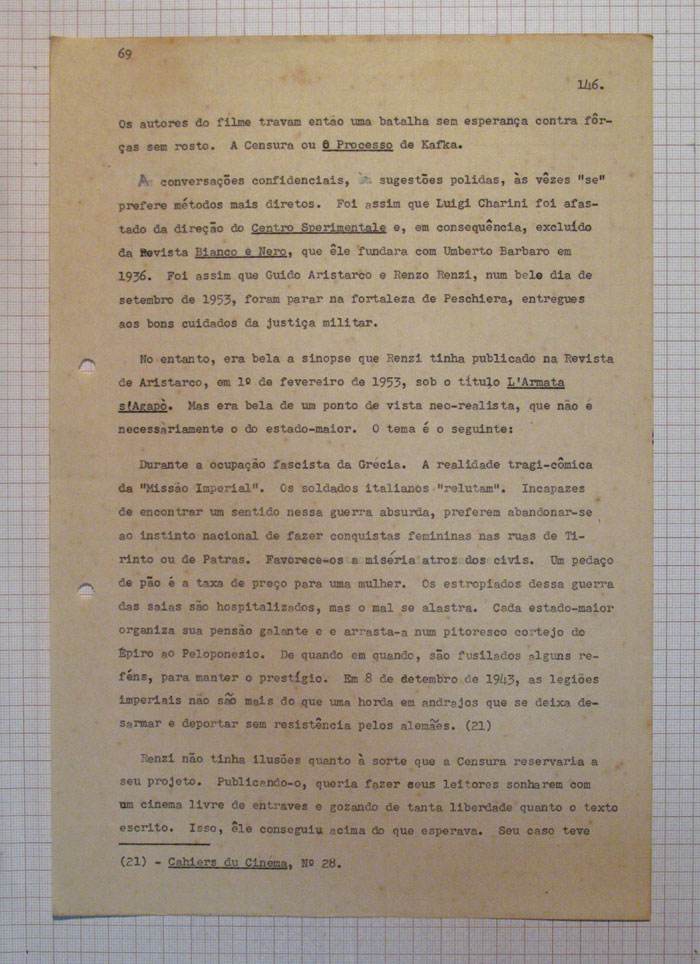 69
146.
Os autores do filme travam entao uma batalha sem esperança contra fôr-
ças sem rosto. A Censura ou O Processo de Kafka.
As conversações confidenciais, às sugestões polidas, às vêzes "se"
prefere métodos mais diretos. Foi assim que Luigi Charini foi afas-
tado da direção do Centro Sperimentale e, em consequência, excluído
da Revista Bianco e Nero, que êle fundara com Umberto Barbaro em
1936. Foi assim que Guido Aristarco e Renzo Renzi, num belo dia de
setembro de 1953, foram parar na fortaleza de Peschiera, entregues
aos bons cuidados da justiça militar.
No entanto, era bela a sinopse que Renzi tinha publicado na Revista
de Aristarco, em 1º de fevereiro de 1953, sob o título L'Armata
s'Agapò. Mas era bela de um ponto de vista neo-realista, que não é
necessàriamente o do estado-maior. O tema é o seguinte:
Durante a ocupação fascista da Grécia. A realidade tragi-cômica
da "Missão Imperial". Os soldados italianos "relutam". Incapazes
de encontrar um sentido nessa guerra absurda, preferem abandonar-se
ao instinto nacional de fazer conquistas femininas nas ruas de Ti-
rinto ou de Patras. Favorece-os a miséria atroz dos civis. Um pedaço
de pão é a taxa de preço para uma mulher. Os estropiados dessa guerra
das saias são hospitalizados, mas o mal se alastra. Cada estado-maior
organiza sua pensão galante e e arrasta-a num pitoresco cortejo do
Épiro ao Peloponesio. De quando em quando, são fusilados alguns re-
féns, para manter o prestígio. Em 8 de detembro de 1943, as legiões
imperiais não são mais do que uma horda em andrajos que se deixa de-
sarmar e deportar sem resistência pelos alemães. (21)
Renzi não tinha ilusões quanto à sorte que a Censura reservaria a
seu projeto. Publicando-o, queria fazer seus leitores sonharem com
um cinema livre de entraves e gozando de tanta liberdade quanto o texto
escrito. Isso, êle conseguiu acima do que esperava. Seu caso teve
(21) - Cahiers du Cinéma, Nº 28.